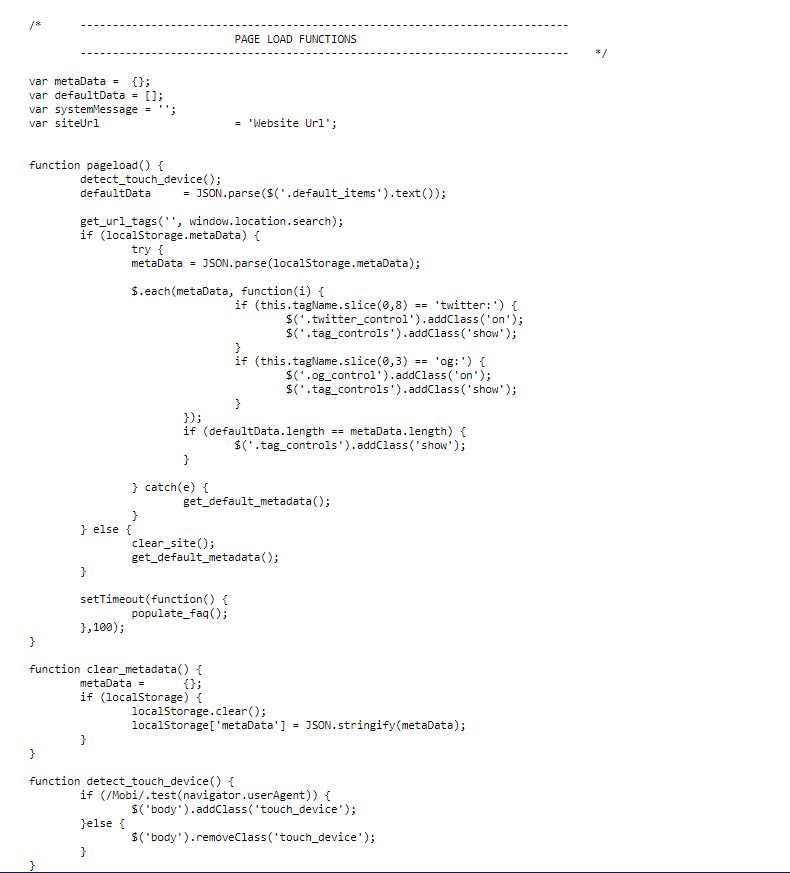 /*	---------------------------------------------------------------------------
				PAGE LOAD FUNCTIONS
	---------------------------------------------------------------------------	*/

var metaData =	{};
var defaultData = [];
var systemMessage = '';
var siteUrl			= 'Website Url';


function pageload() {
	detect_touch_device();
	defaultData	= JSON.parse($('.default_items').text());

	get_url_tags('', window.location.search);
	if (localStorage.metaData) {
		try {
		metaData = JSON.parse(localStorage.metaData);

		$.each(metaData, function(i) {
				if (this.tagName.slice(0,8) == 'twitter:') {
					$('.twitter_control').addClass('on');
					$('.tag_controls').addClass('show');
				}
				if (this.tagName.slice(0,3) == 'og:') {
					$('.og_control').addClass('on');
					$('.tag_controls').addClass('show');
				}
			});
			if (defaultData.length == metaData.length) {
				$('.tag_controls').addClass('show');
			}

		} catch(e) {
			get_default_metadata();
		}
	} else {
		clear_site();
		get_default_metadata();
	}

	setTimeout(function() {
		populate_faq();
	},100);
}

function clear_metadata() {
	metaData =	{};
	if (localStorage) {
		localStorage.clear();
		localStorage['metaData'] = JSON.stringify(metaData);
	}
}

function detect_touch_device() {
	if (/Mobi/.test(navigator.userAgent)) {
		$('body').addClass('touch_device');
	}else {
		$('body').removeClass('touch_device');
	}
}